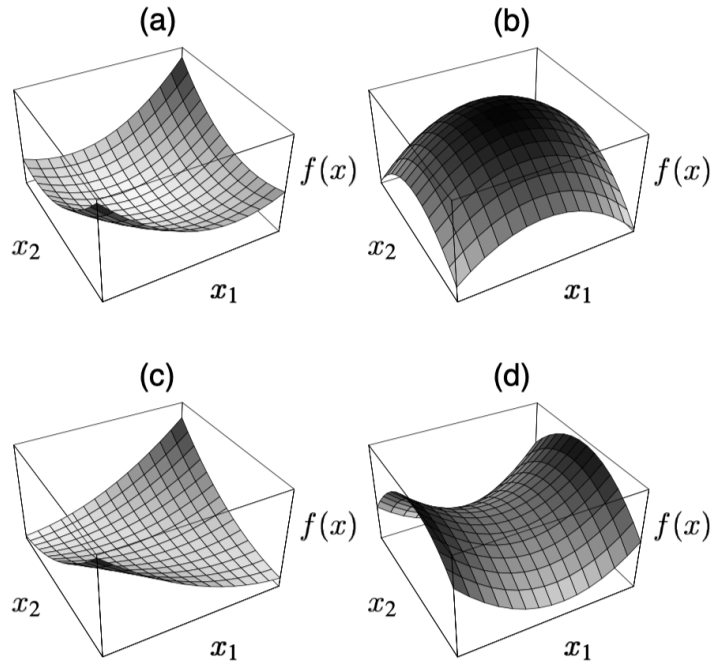 (a) (b)
f(x) f(x)
x₂ x₁ x₂ x₁
(c) (d)
f(x) f(x)
x₂ x₁ x₂ x₁